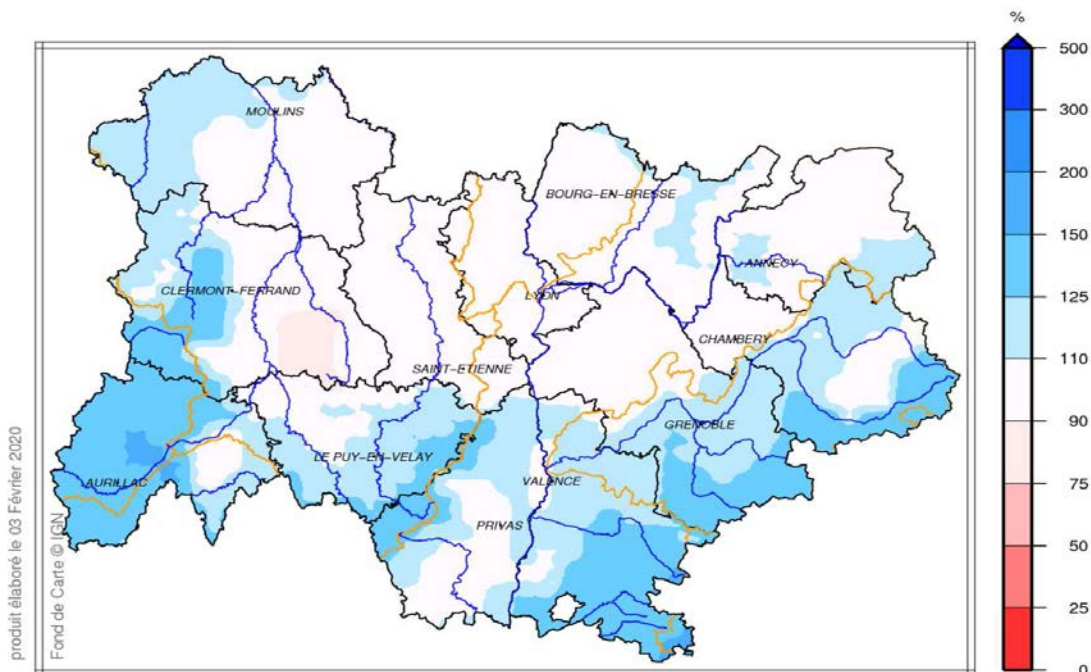 %
500
300
200
150
125
110
90
75
50
25
0
MOULINS
BOURG-EN-BRESSE
ANNECY
CLERMONT-FERRAND
LYON
CHAMBERY
SAINT-ETIENNE
GRENOBLE
LE PUY-EN-VELAY
AURILLAC
VALENCE
PRIVAS
produit élaboré le 03 Février 2020
Fond de Carte © IGN